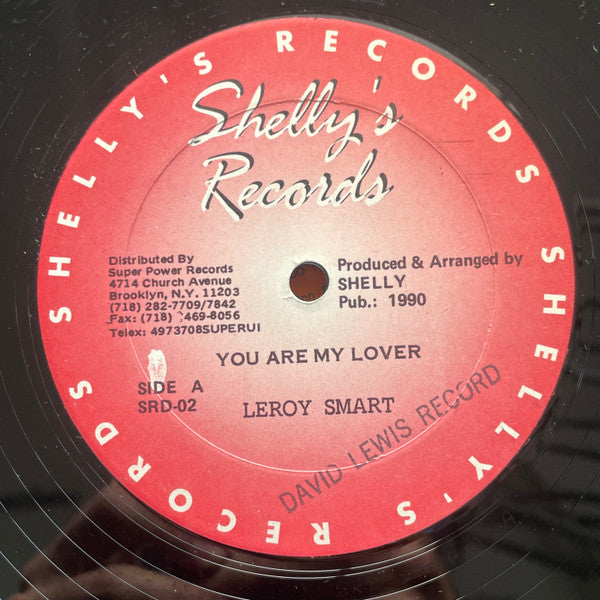 SHELLY'S RECORDS SHELLY'S RECORDS
Shelly's
Records
Distributed By
Super Power Records
4714 Church Avenue
Brooklyn, N.Y. 11203
(718) 282-7709/7842
Fax: (718) 469-8056
Telex: 4973708SUPERUI
Produced & Arranged by
SHELLY
Pub.: 1990
YOU ARE MY LOVER
SIDE A
SRD-02
LEROY SMART
DAVID LEWIS RECORD